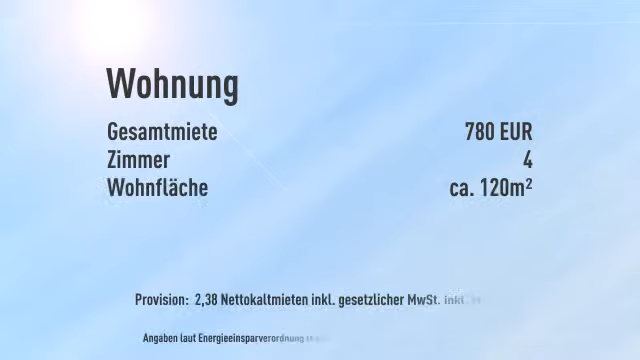 Wohnung
Gesamtmiete 780 EUR
Zimmer 4
Wohnfläche ca. 120m²
Provision: 2,38 Nettokaltmieten inkl. gesetzlicher MwSt. inkl.
Angaben laut Energieeinsparverordnung